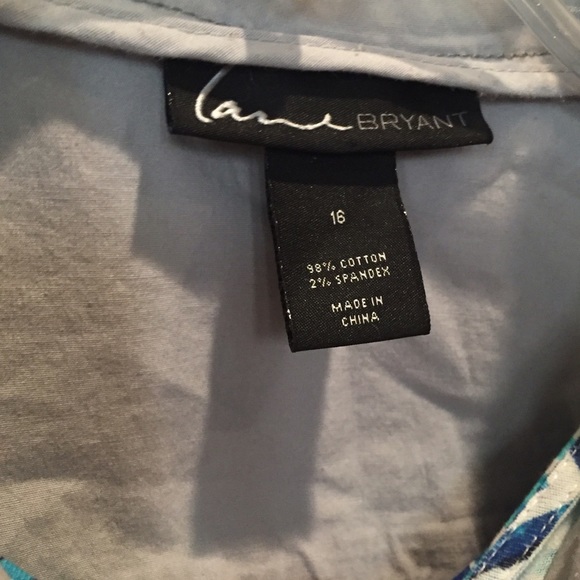 Lane BRYANT
16
98% COTTON
2% SPANDEX
MADE IN
CHINA